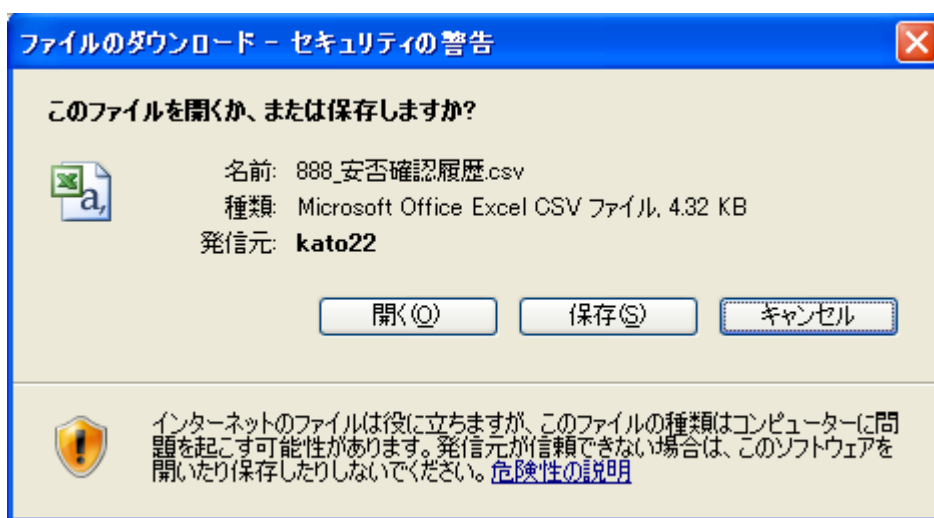 ファイルのダウンロード - セキュリティの警告
このファイルを開くか、または保存しますか?
名前: 888_安否確認履歴.csv
種類: Microsoft Office Excel CSV ファイル, 4.32 KB
発信元: kato22
開く(O) 保存(S) キャンセル
インターネットのファイルは役に立ちますが、このファイルの種類はコンピューターに問
題を起こす可能性があります。発信元が信頼できない場合は、このソフトウェアを
開いたり保存したりしないでください。危険性の説明